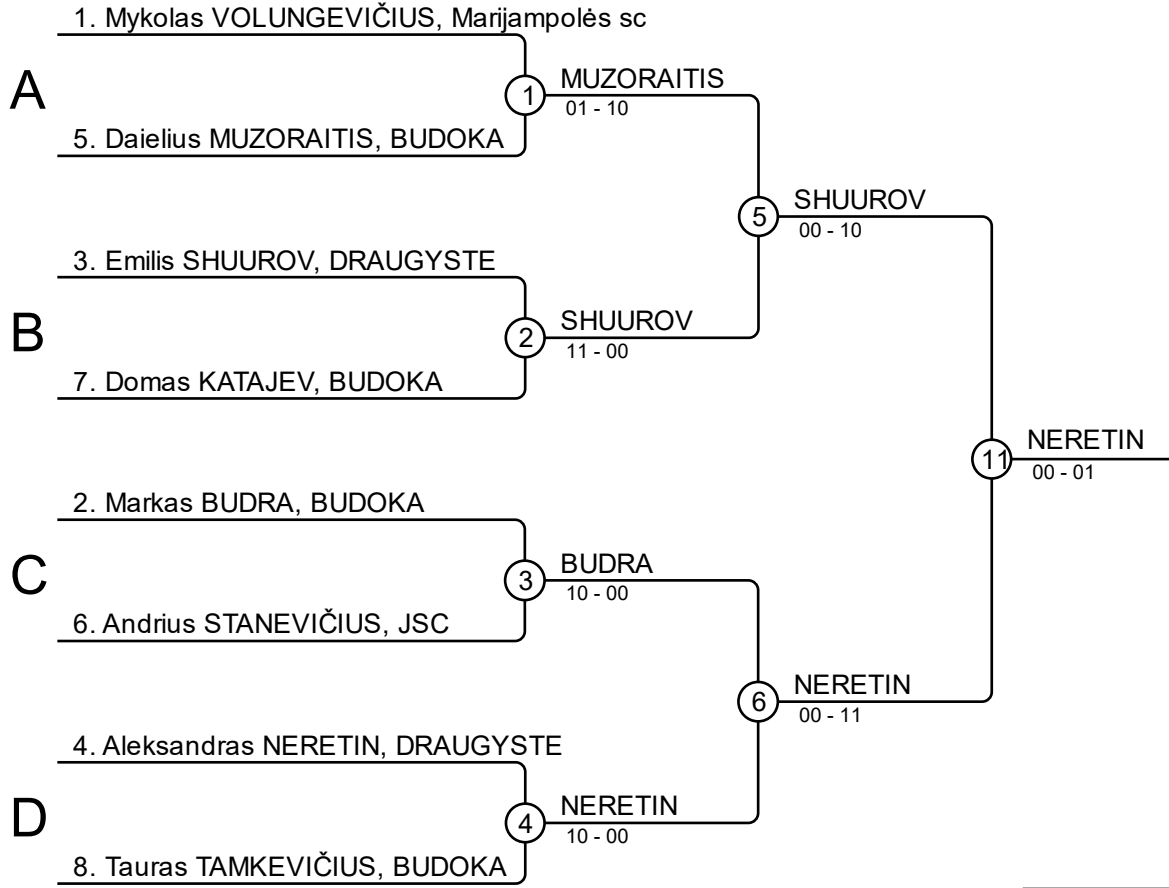 1. Mykolas VOLUNGEVIČIUS, Marijampolės sc
A
1
MUZORAITIS
01 - 10
5. Daielius MUZORAITIS, BUDOKA
5
SHUUROV
00 - 10
3. Emilis SHUUROV, DRAUGYSTE
B
2
SHUUROV
11 - 00
7. Domas KATAJEV, BUDOKA
11
NERETIN
00 - 01
2. Markas BUDRA, BUDOKA
C
3
BUDRA
10 - 00
6. Andrius STANEVIČIUS, JSC
6
NERETIN
00 - 11
4. Aleksandras NERETIN, DRAUGYSTE
D
4
NERETIN
10 - 00
8. Tauras TAMKEVIČIUS, BUDOKA